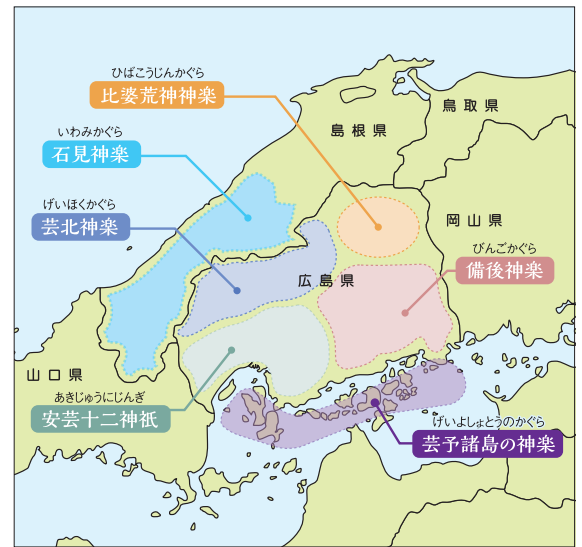 ひばこうじんかぐら
比婆荒神神楽
鳥取県
島根県
いわみかぐら
石見神楽
げいほくかぐら
芸北神楽
岡山県
びんごかぐら
備後神楽
広島県
山口県
あきじゅうにじんぎ
安芸十二神祇
げいよしょとうのかぐら
芸予諸島の神楽